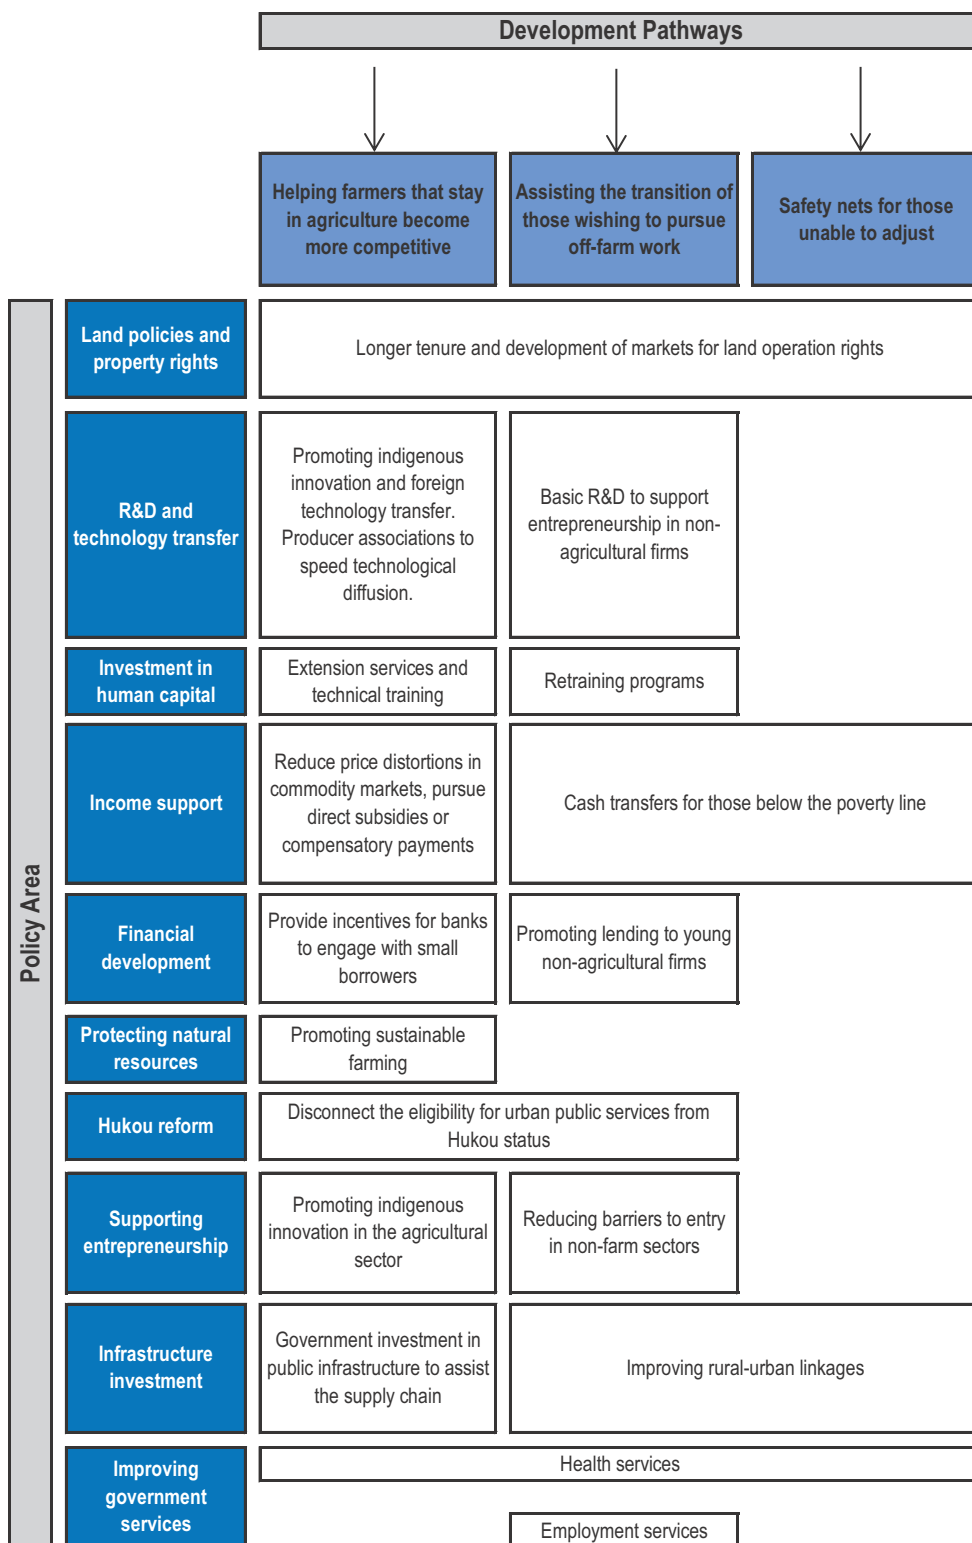 Development Pathways
Helping farmers that stay
in agriculture become
more competitive
Assisting the transition of
those wishing to pursue
off-farm work
Safety nets for those
unable to adjust
Policy Area
Land policies and
property rights
Longer tenure and development of markets for land operation rights
R&D and
technology transfer
Promoting indigenous
innovation and foreign
technology transfer.
Producer associations to
speed technological
diffusion.
Basic R&D to support
entrepreneurship in non-
agricultural firms
Investment in
human capital
Extension services and
technical training
Retraining programs
Income support
Reduce price distortions in
commodity markets, pursue
direct subsidies or
compensatory payments
Cash transfers for those below the poverty line
Financial
development
Provide incentives for banks
to engage with small
borrowers
Promoting lending to young
non-agricultural firms
Protecting natural
resources
Promoting sustainable
farming
Hukou reform
Disconnect the eligibility for urban public services from
Hukou status
Supporting
entrepreneurship
Promoting indigenous
innovation in the agricultural
sector
Reducing barriers to entry
in non-farm sectors
Infrastructure
investment
Government investment in
public infrastructure to assist
the supply chain
Improving rural-urban linkages
Improving
government
services
Health services
Employment services